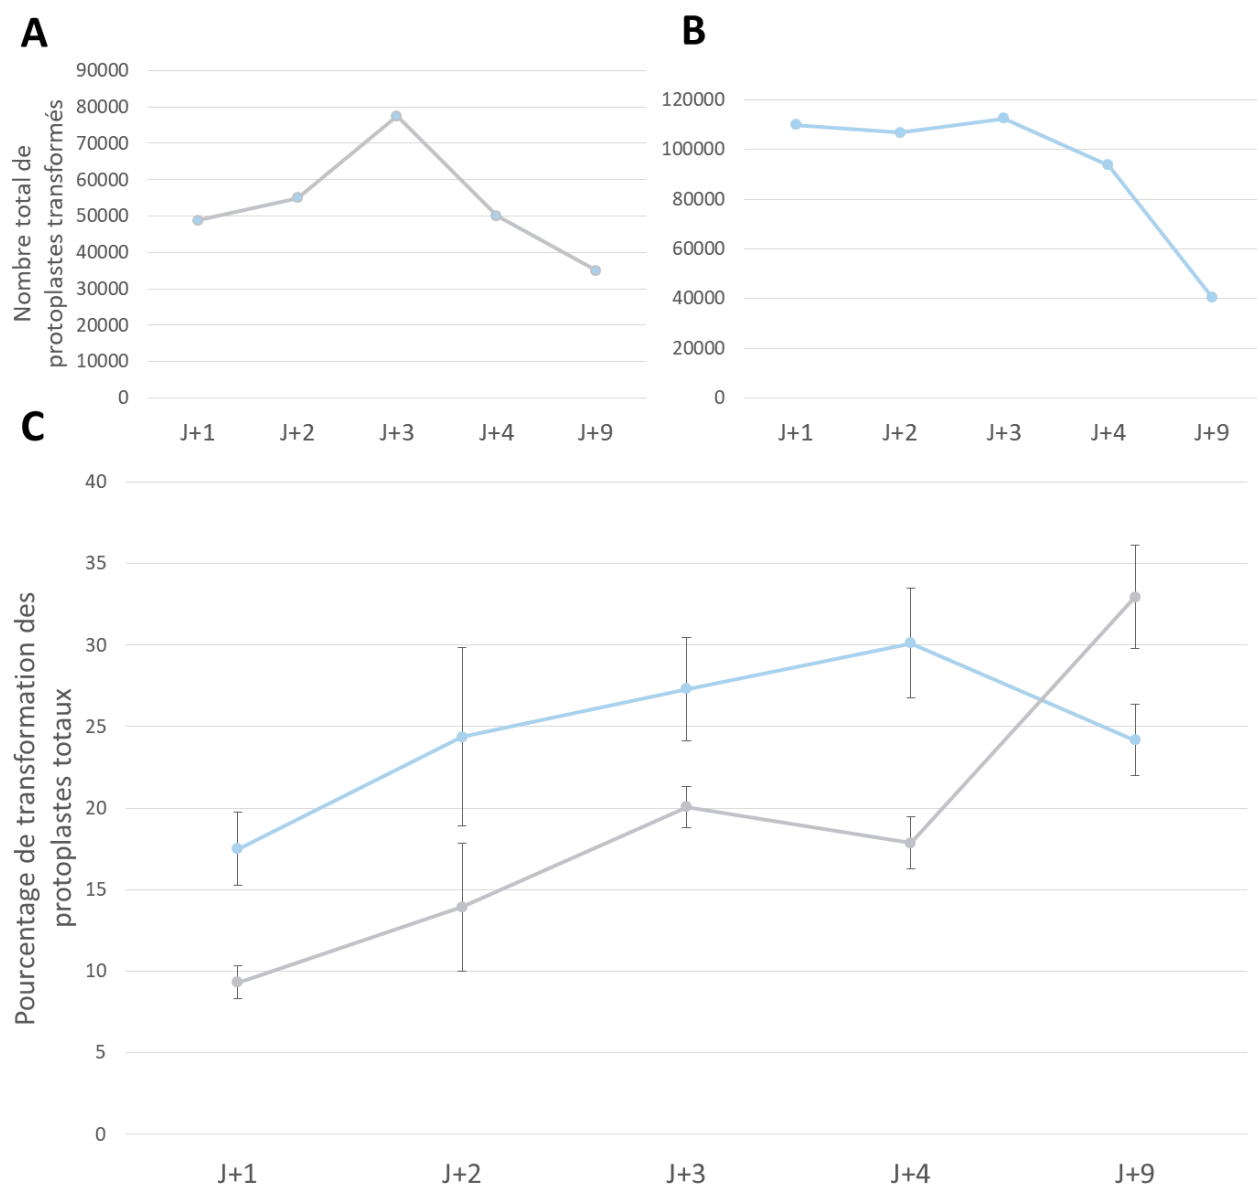 A
Nombre total de
protoplastes transformés
90000
80000
70000
60000
50000
40000
30000
20000
10000
0
J+1 J+2 J+3 J+4 J+9
B
120000
100000
80000
60000
40000
20000
0
J+1 J+2 J+3 J+4 J+9
C
Pourcentage de transformation des
protoplastes totaux
40
35
30
25
20
15
10
5
0
J+1 J+2 J+3 J+4 J+9